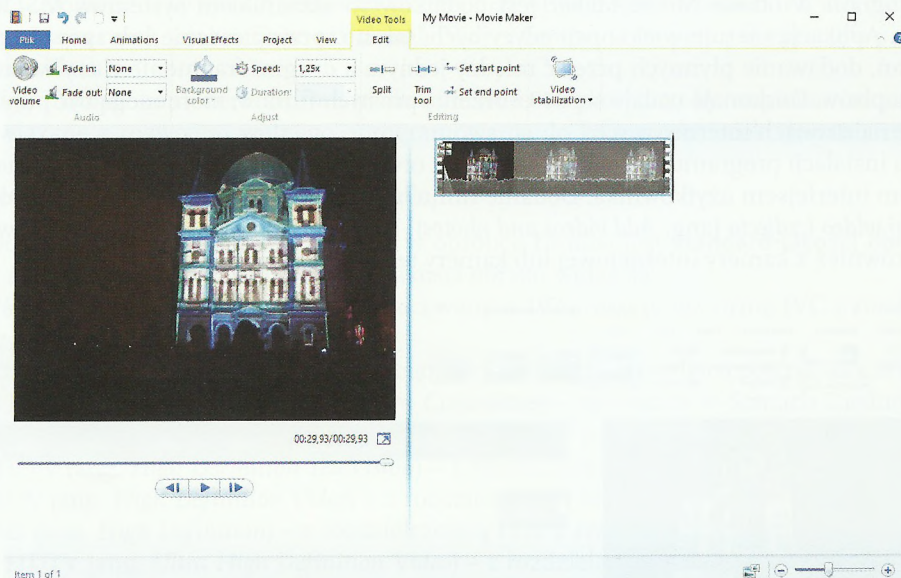 Video Tools My Movie - Movie Maker
Plik Home Animations Visual Effects Project View Edit
Video volume
Fade in: None
Fade out: None
Audio
Background color
Speed: 1,25x
Duration:
Adjust
Split
Trim tool
Set start point
Set end point
Editing
Video stabilization
00:29,93/00:29,93
Item 1 of 1